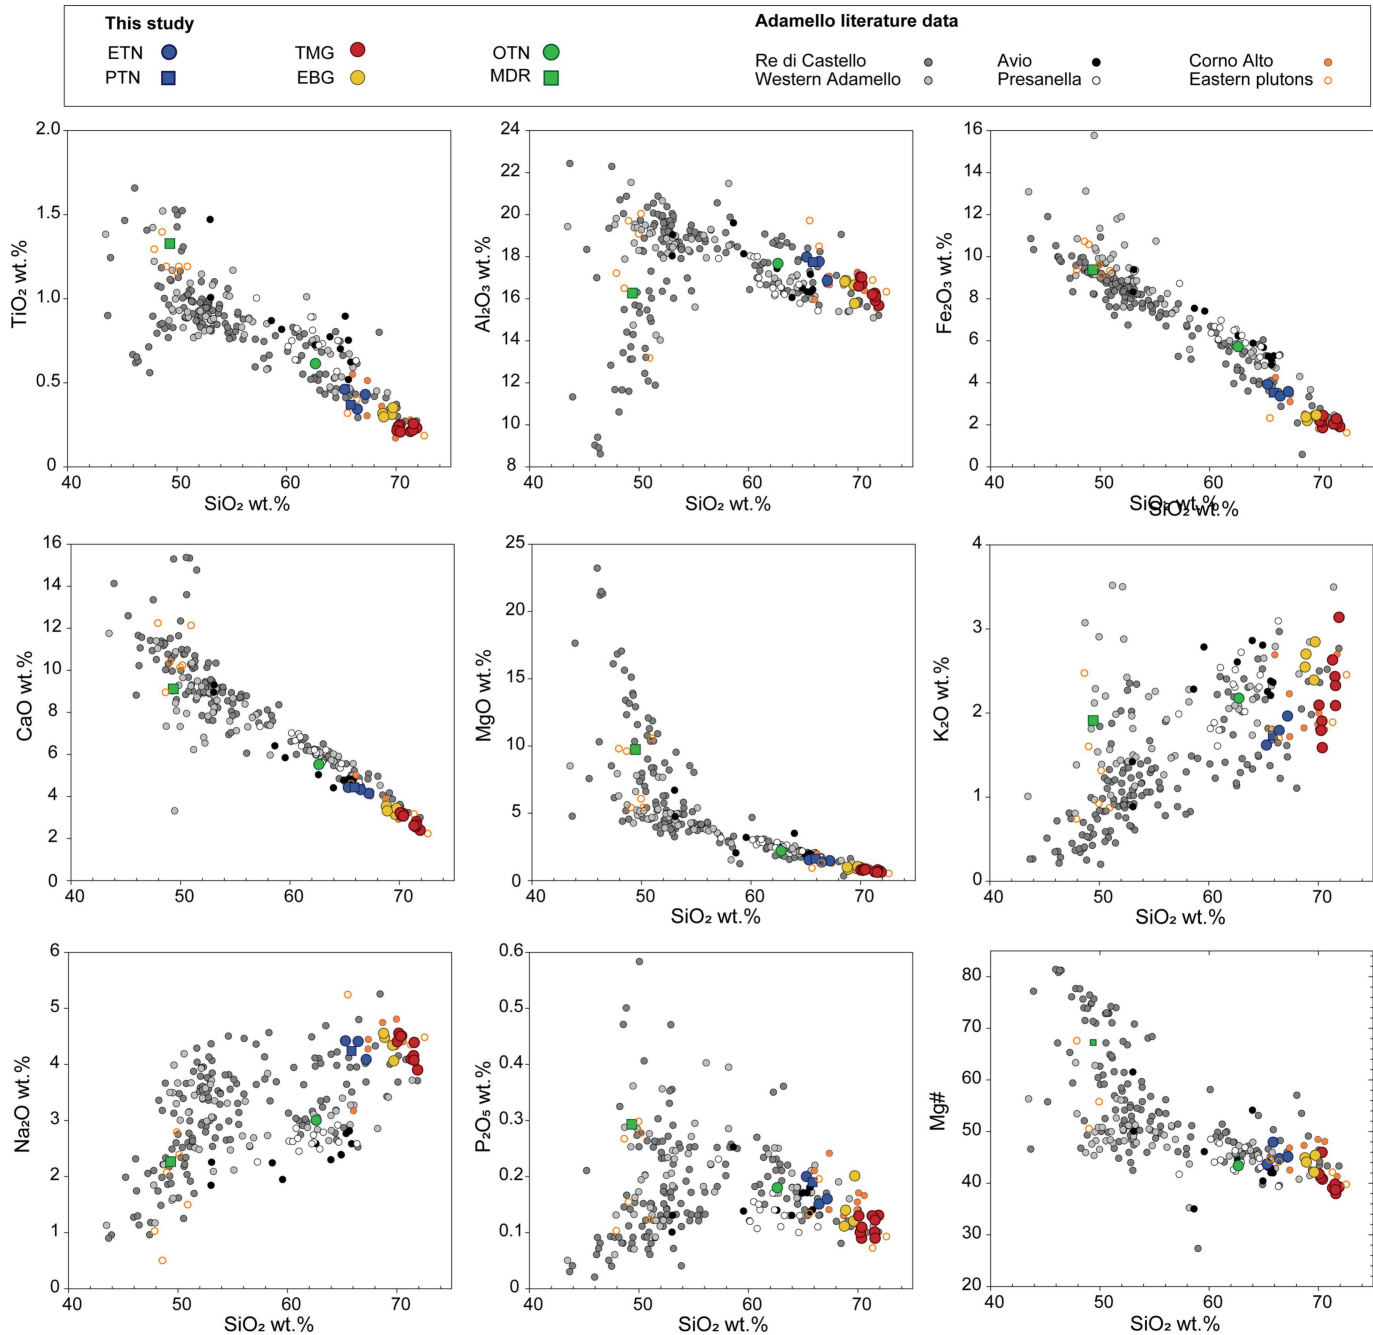 This study
Adamello literature data
ETN TMG OTN Re di Castello Avio Corno Alto
PTN EBG MDR Western Adamello Presanella Eastern plutons
TiO₂ wt.%
2.0
1.5
1.0
0.5
0
40 50 60 70
SiO₂ wt.%
Al₂O₃ wt.%
24
22
20
18
16
14
12
10
8
40 50 60 70
SiO₂ wt.%
Fe₂O₃ wt.%
16
14
12
10
8
6
4
2
0
40 50 60 70
SiO₂ wt.%
SiO₂ wt.%
CaO wt.%
16
14
12
10
8
6
4
2
0
40 50 60 70
SiO₂ wt.%
MgO wt.%
25
20
15
10
5
0
40 50 60 70
SiO₂ wt.%
K₂O wt.%
4
3
2
1
0
40 50 60 70
Na₂O wt.%
6
5
4
3
2
1
0
40 50 60 70
SiO₂ wt.%
P₂O₅ wt.%
0.6
0.5
0.4
0.3
0.2
0.1
0
40 50 60 70
SiO₂ wt.%
Mg#
80
70
60
50
40
30
20
40 50 60 70
SiO₂ wt.%